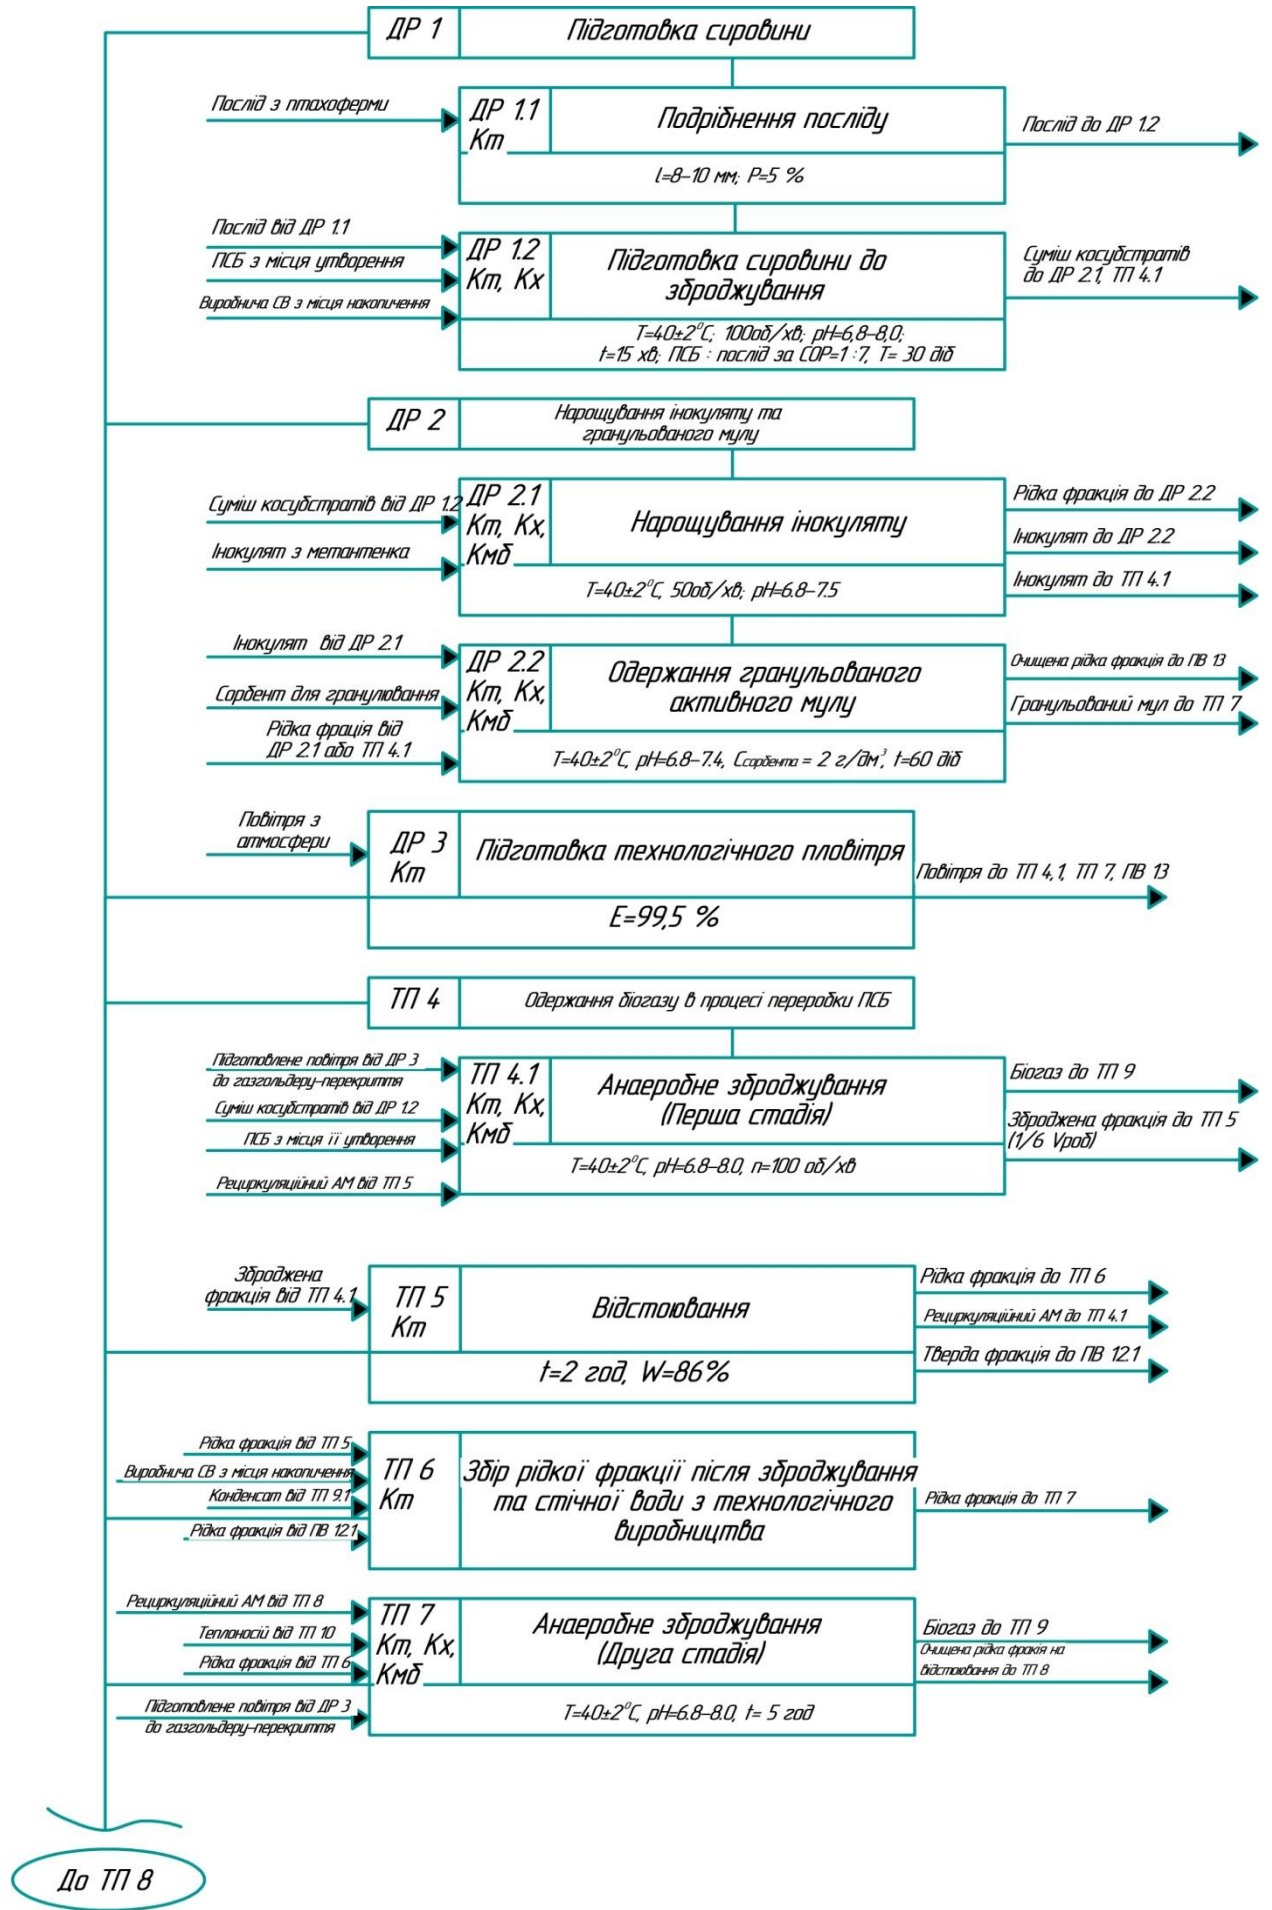 ДР 1
Підготовка сировини
Послід з птахоферми
ДР 1.1
Кт
Подрібнення посліду
l=8–10 мм; Р=5 %
Послід до ДР 1.2
Послід від ДР 1.1
ПСБ з місця утворення
Виробнича СВ з місця накопичення
ДР 1.2
Кт, Кх
Підготовка сировини до
зброджування
Т=40±2⁰С; 100об/хв; рН=6,8–8,0;
t=15 хв; ПСБ : послід за СОР=1 :7, Т= 30 діб
Суміш косубстратів
до ДР 2.1, ТП 4.1
ДР 2
Нарощування інокуляту та
гранульованого мулу
Суміш косубстратів від ДР 1.2
Інокулят з метантенка
ДР 2.1
Кт, Кх,
Кмб
Нарощування інокуляту
Т=40±2⁰С, 50об/хв; рН=6.8–7.5
Рідка фракція до ДР 2.2
Інокулят до ДР 2.2
Інокулят до ТП 4.1
Інокулят від ДР 2.1
Сорбент для гранулювання
Рідка фрація від
ДР 2.1 або ТП 4.1
ДР 2.2
Кт, Кх,
Кмб
Одержання гранульованого
активного мулу
Т=40±2⁰С, рН=6.8–7.4, Ссорбента = 2 г/дм³, t=60 діб
Очищена рідка фракція до ПВ 13
Гранульований мул до ТП 7
Повітря з
атмосфери
ДР 3
Кт
Підготовка технологічного пловітря
Е=99,5 %
Повітря до ТП 4,1, ТП 7, ПВ 13
ТП 4
Одержання біогазу в процесі переробки ПСБ
Підготовлене повітря від ДР 3
до газгольдеру-перекриття
Суміш косубстратів від ДР 1.2
ПСБ з місця її утворення
Рециркуляційний АМ від ТП 5
ТП 4.1
Кт, Кх,
Кмб
Анаеробне зброджування
(Перша стадія)
Т=40±2⁰С, рН=6.8–8.0, n=100 об/хв
Біогаз до ТП 9
Зброджена фракція до ТП 5
(1/6 Vроб)
Зброджена
фракція від ТП 4.1
ТП 5
Кт
Відстоювання
t=2 год, W=86%
Рідка фракція до ТП 6
Рециркуляційний АМ до ТП 4.1
Тверда фракція до ПВ 12.1
Рідка фракція від ТП 5
Виробнича СВ з місця накопичення
Конденсат від ТП 9.1
Рідка фракція від ПВ 12.1
ТП 6
Кт
Збір рідкої фракції після зброджування
та стічної води з технологічного
виробництва
Рідка фракція до ТП 7
Рециркуляційний АМ від ТП 8
Теплоносій від ТП 10
Рідка фракція від ТП 6
Підготовлене повітря від ДР 3
до газгольдеру-перекриття
ТП 7
Кт, Кх,
Кмб
Анаеробне зброджування
(Друга стадія)
Т=40±2⁰С, рН=6.8–8.0, t= 5 год
Біогаз до ТП 9
Очищена рідка фракія на
відстоювання до ТП 8
До ТП 8